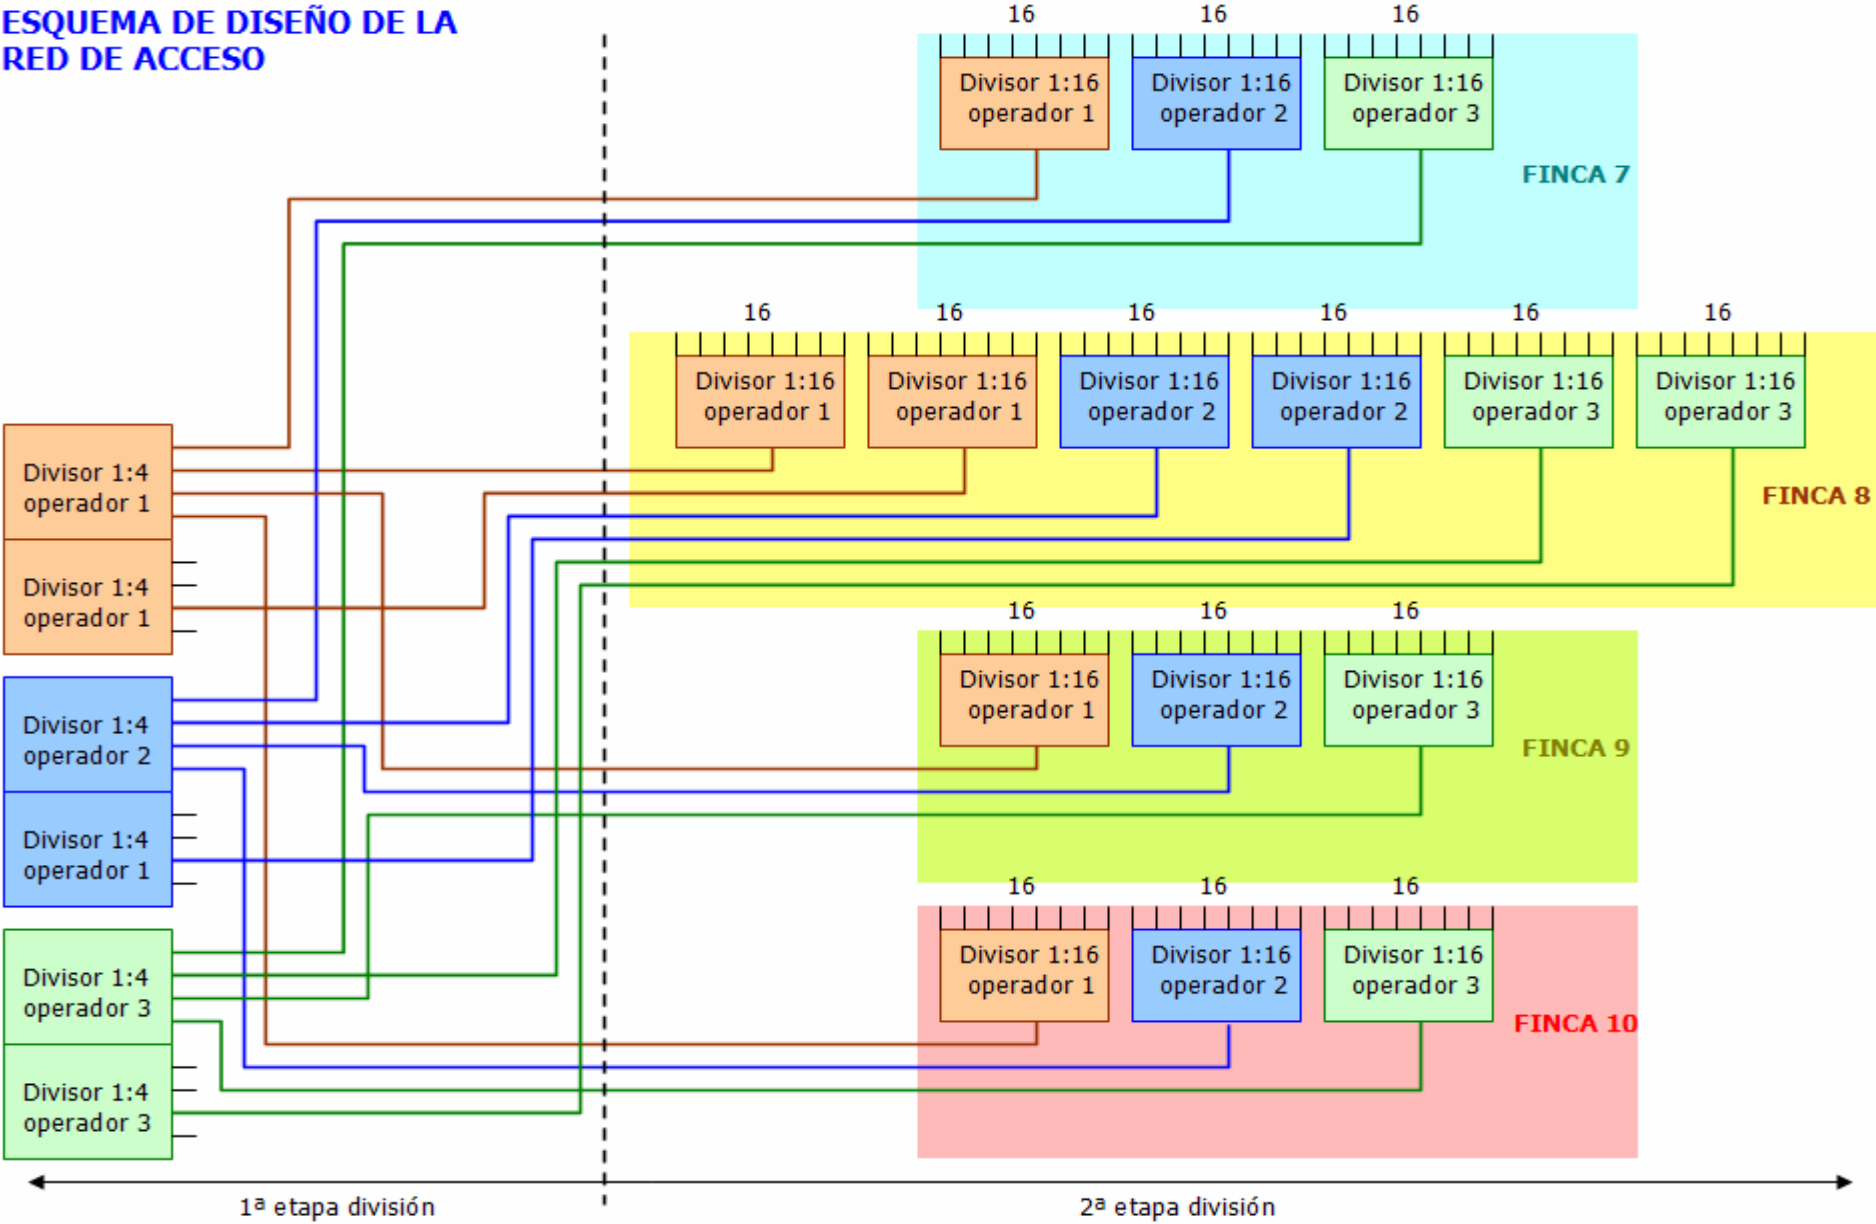 ESQUEMA DE DISEÑO DE LA
RED DE ACCESO
16
16
16
Divisor 1:16
operador 1
Divisor 1:16
operador 2
Divisor 1:16
operador 3
FINCA 7
16
16
16
16
16
16
Divisor 1:16
operador 1
Divisor 1:16
operador 1
Divisor 1:16
operador 2
Divisor 1:16
operador 2
Divisor 1:16
operador 3
Divisor 1:16
operador 3
FINCA 8
Divisor 1:4
operador 1
Divisor 1:4
operador 1
16
16
16
Divisor 1:16
operador 1
Divisor 1:16
operador 2
Divisor 1:16
operador 3
FINCA 9
Divisor 1:4
operador 2
Divisor 1:4
operador 1
16
16
16
Divisor 1:16
operador 1
Divisor 1:16
operador 2
Divisor 1:16
operador 3
FINCA 10
Divisor 1:4
operador 3
Divisor 1:4
operador 3
1ª etapa división
2ª etapa división